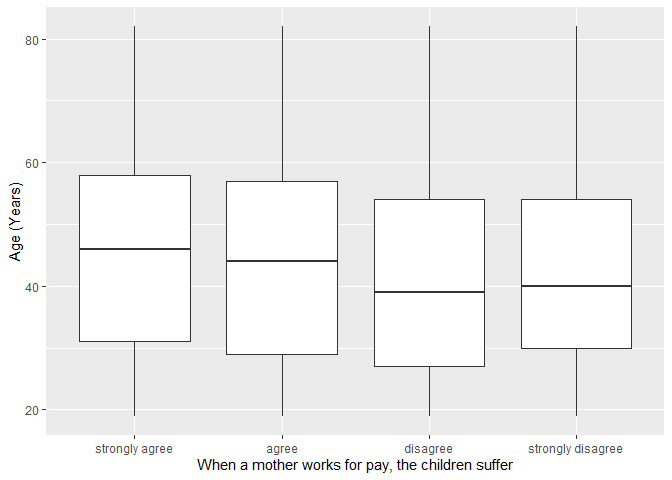 80
60
40
20
Age (Years)
strongly agree
agree
disagree
strongly disagree
When a mother works for pay, the children suffer